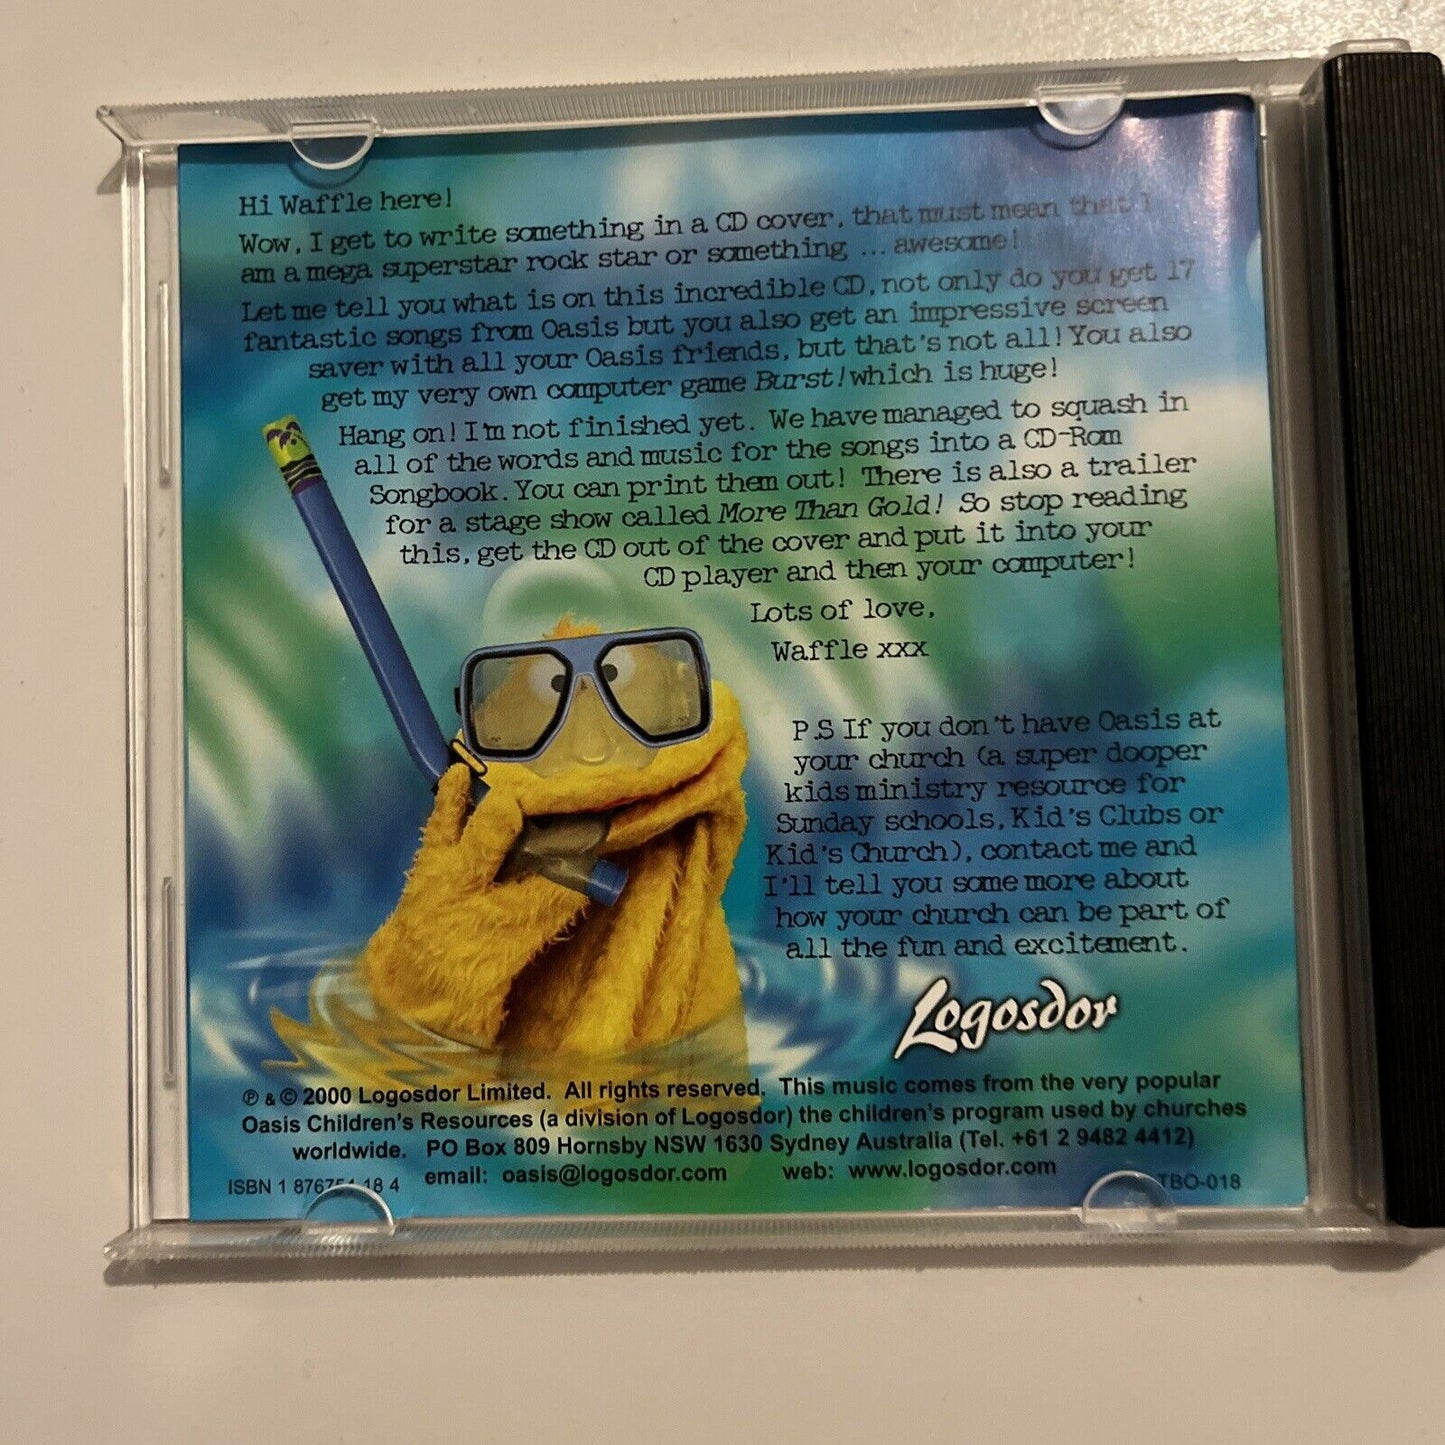 Hi Waffle here!
Wow, I get to write something in a CD cover, that must mean that I
am a mega superstar rock star or something ... awesome!
Let me tell you what is on this incredible CD, not only do you get 17
fantastic songs from Oasis but you also get an impressive screen
saver with all your Oasis friends, but that's not all! You also
get my very own computer game Burst! which is huge!
Hang on! I'm not finished yet. We have managed to squash in
all of the words and music for the songs into a CD-Rom
Songbook. You can print them out! There is also a trailer
for a stage show called More Than Gold! So stop reading
this, get the CD out of the cover and put it into your
CD player and then your computer!
Lots of love,
Waffle xxx
P.S If you don't have Oasis at
your church (a super dooper
kids ministry resource for
Sunday schools, Kid's Clubs or
Kid's Church), contact me and
I'll tell you some more about
how your church can be part of
all the fun and excitement.
Logosdor
℗ & © 2000 Logosdor Limited. All rights reserved. This music comes from the very popular
Oasis Children's Resources (a division of Logosdor) the children's program used by churches
worldwide. PO Box 809 Hornsby NSW 1630 Sydney Australia (Tel. +61 2 9482 4412)
email: oasis@logosdor.com web: www.logosdor.com
ISBN 1 876751 18 4
TBO-018